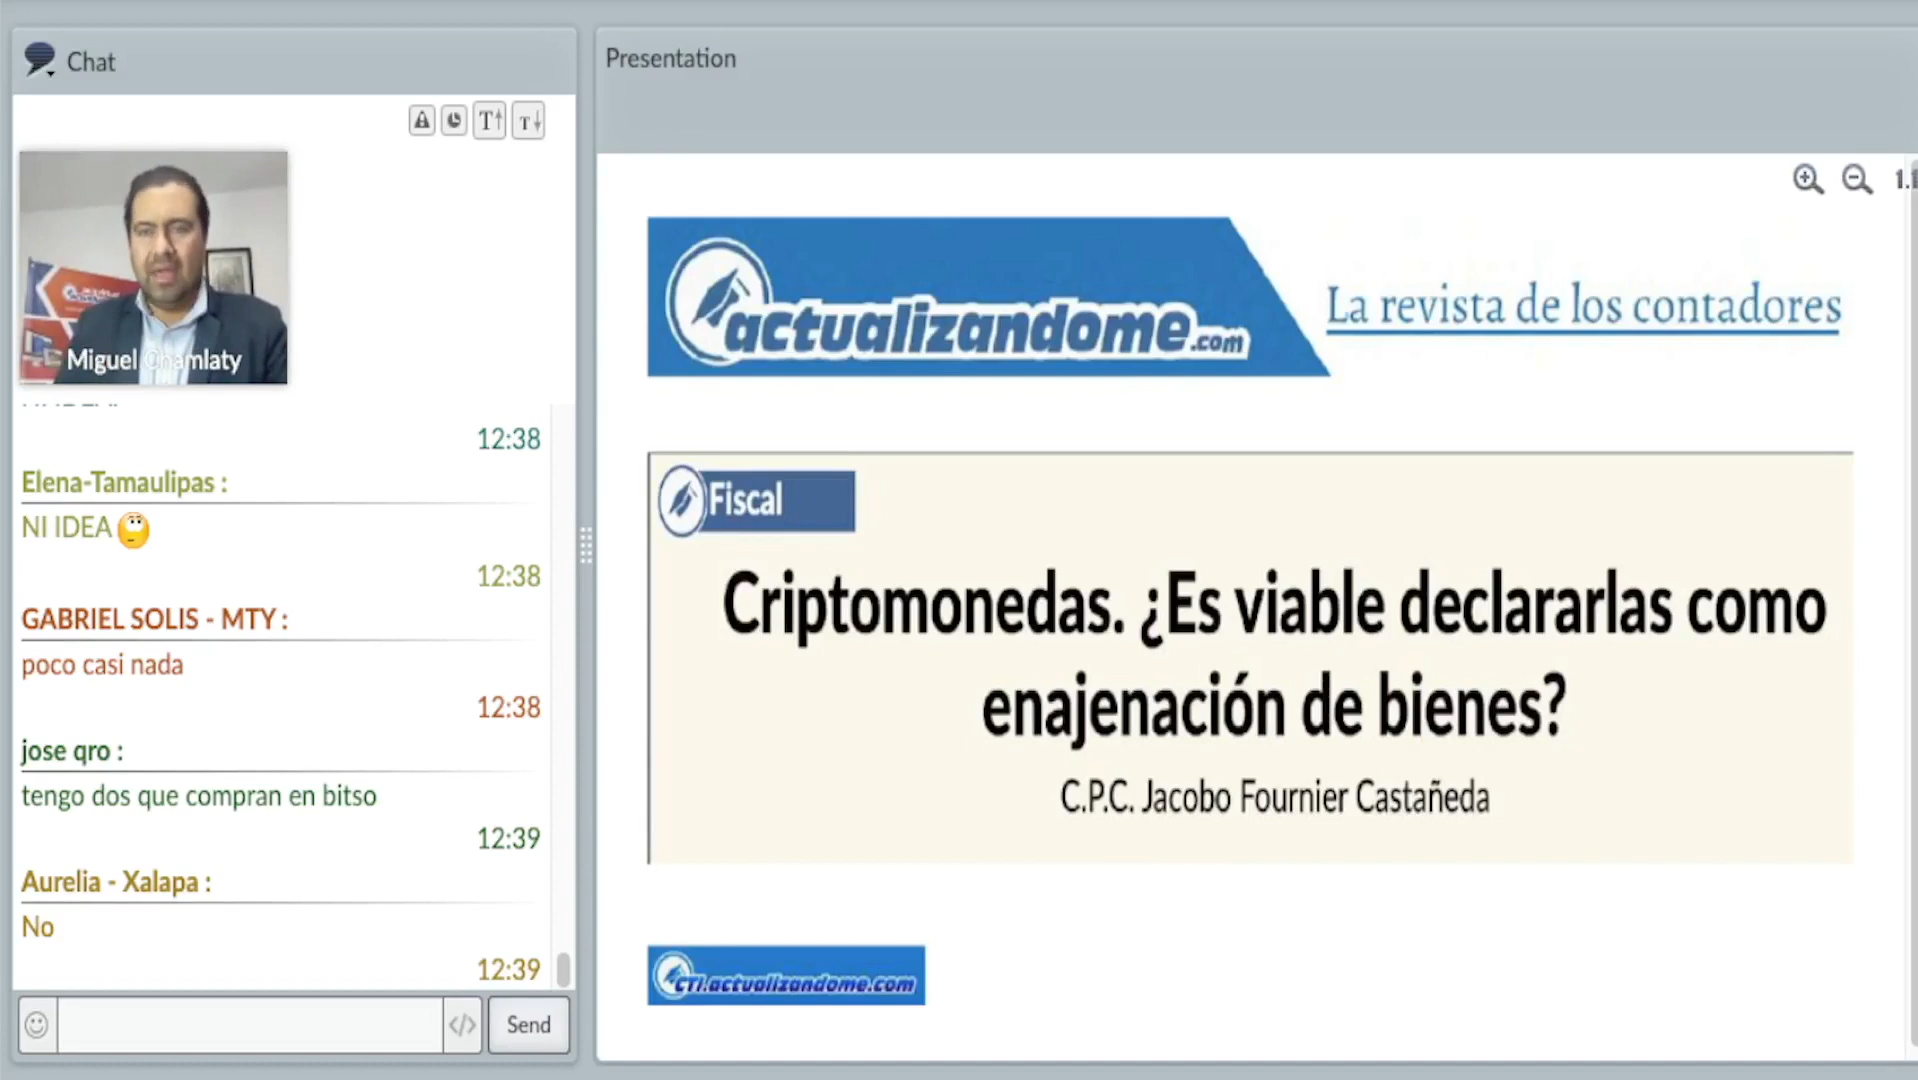 Chat
T T
Miguel Chamlaty
12:38
Elena-Tamaulipas :
NI IDEA
12:38
GABRIEL SOLIS - MTY :
poco casi nada
12:38
jose qro :
tengo dos que compran en bitso
12:39
Aurelia - Xalapa :
No
12:39
</> Send
Presentation
actualizandome.com
La revista de los contadores
Fiscal
Criptomonedas. ¿Es viable declararlas como
enajenación de bienes?
C.P.C. Jacobo Fournier Castañeda
CTI.actualizandome.com